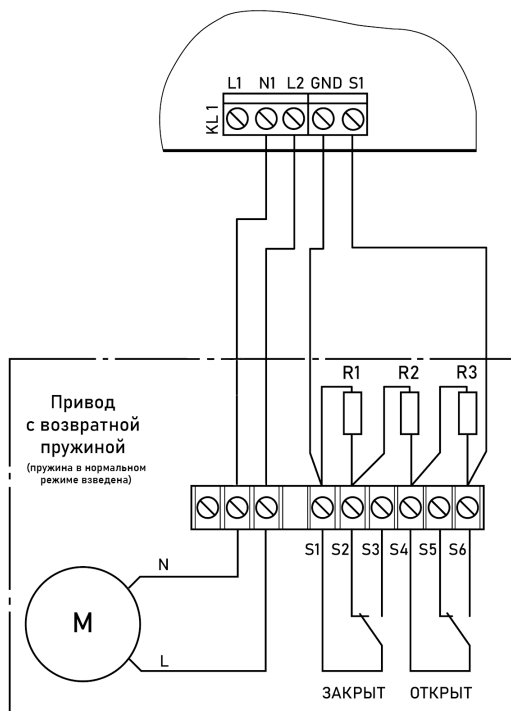 L1 N1 L2 GND S1
KL 1
R1 R2 R3
Привод
с возвратной
пружиной
(пружина в нормальном
режиме взведена)
S1 S2 S3 S4 S5 S6
N
M
L
ЗАКРЫТ ОТКРЫТ